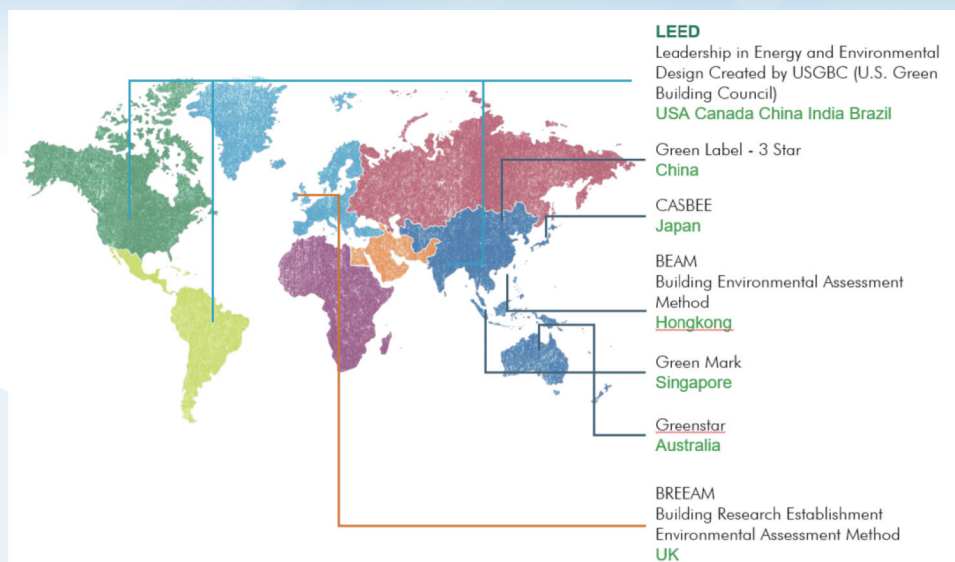 LEED
Leadership in Energy and Environmental
Design Created by USGBC (U.S. Green
Building Council)
USA Canada China India Brazil
Green Label - 3 Star
China
CASBEE
Japan
BEAM
Building Environmental Assessment
Method
Hongkong
Green Mark
Singapore
Greenstar
Australia
BREEAM
Building Research Establishment
Environmental Assessment Method
UK